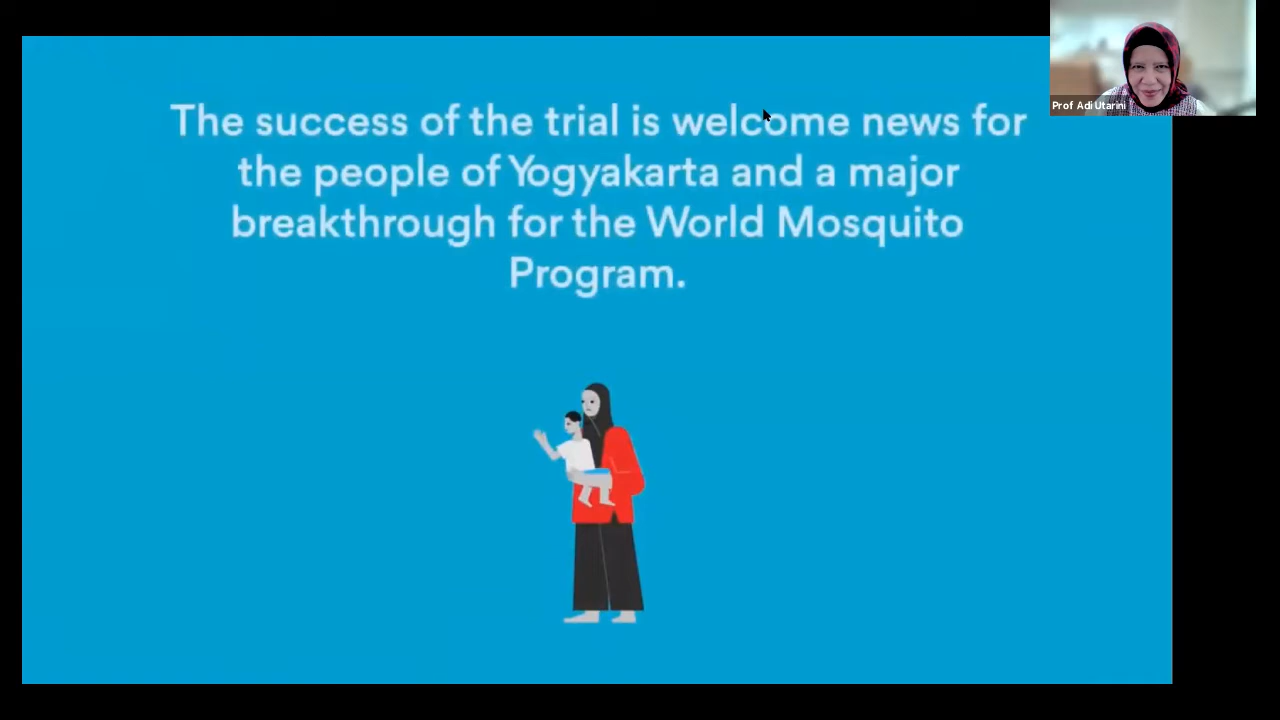 The success of the trial is welcome news for
the people of Yogyakarta and a major
breakthrough for the World Mosquito
Program.
Prof Adi Utarini